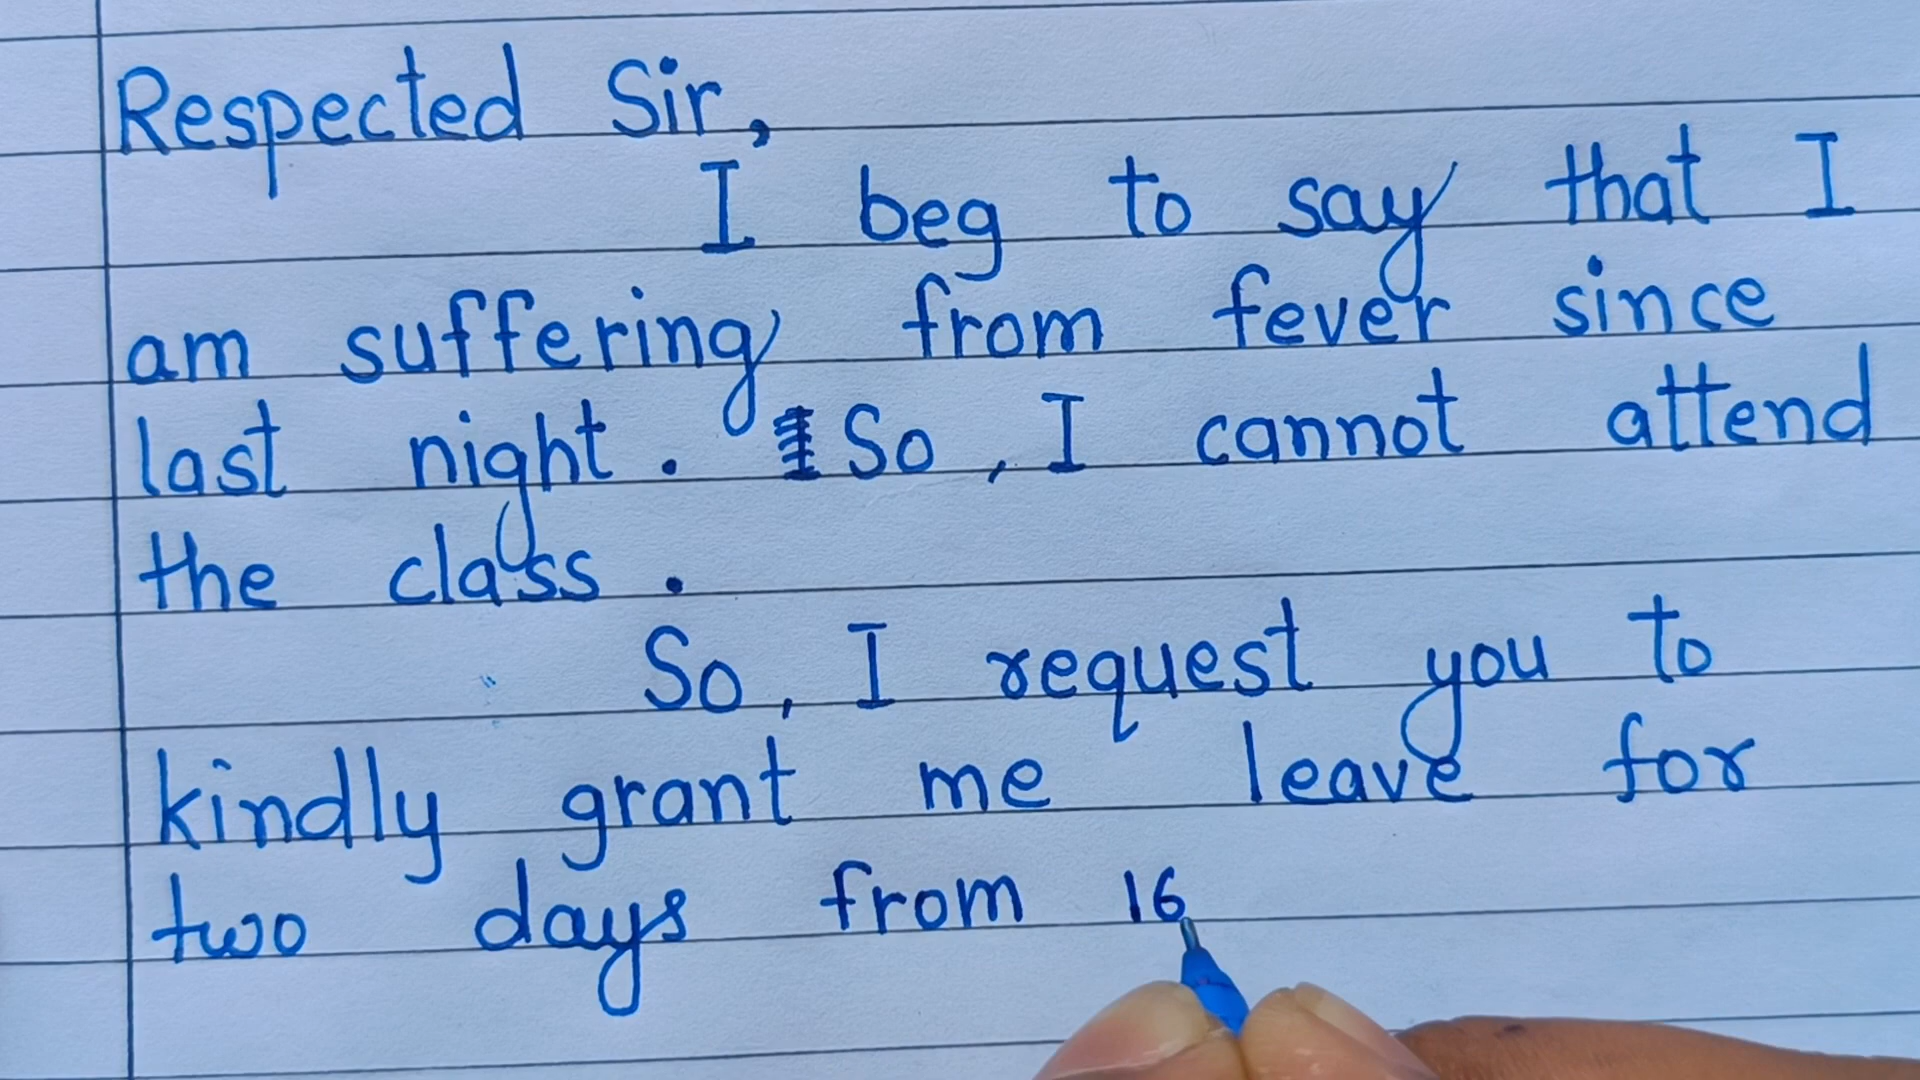 Respected Sir,
I beg to say that I
am suffering from fever since
last night. So, I cannot attend
the class.
So, I request you to
kindly grant me leave for
two days from 16